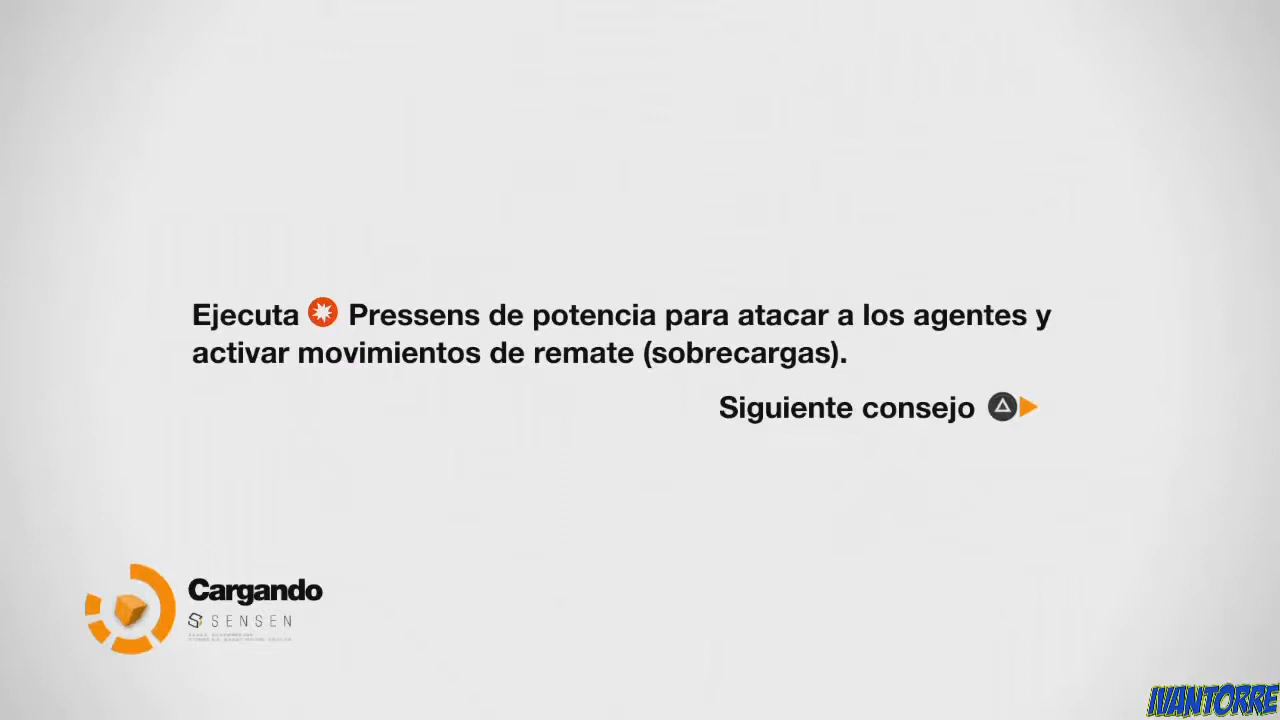 Ejecuta Pressens de potencia para atacar a los agentes y
activar movimientos de remate (sobrecargas).
Siguiente consejo
Cargando
SENSEN
IVANTORRE